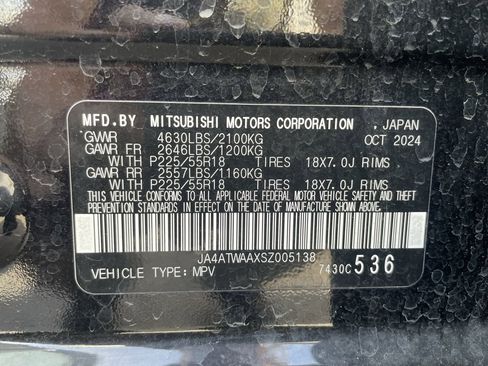 MFD.BY MITSUBISHI MOTORS CORPORATION , JAPAN
GVWR 4630LBS/2100KG OCT 2024
GAWR FR 2646LBS/1200KG
WITH P225/55R18 TIRES 18X7.0J RIMS
GAWR RR 2557LBS/1160KG
WITH P225/55R18 TIRES 18X7.0J RIMS
THIS VEHICLE CONFORMS TO ALL APPLICABLE FEDERAL MOTOR VEHICLE SAFETY AND
THEFT PREVENTION STANDARDS IN EFFECT ON THE DATE OF MANUFACTURE SHOWN ABOVE.
JA4ATWAAXSZ005138
VEHICLE TYPE: MPV 7430C 536